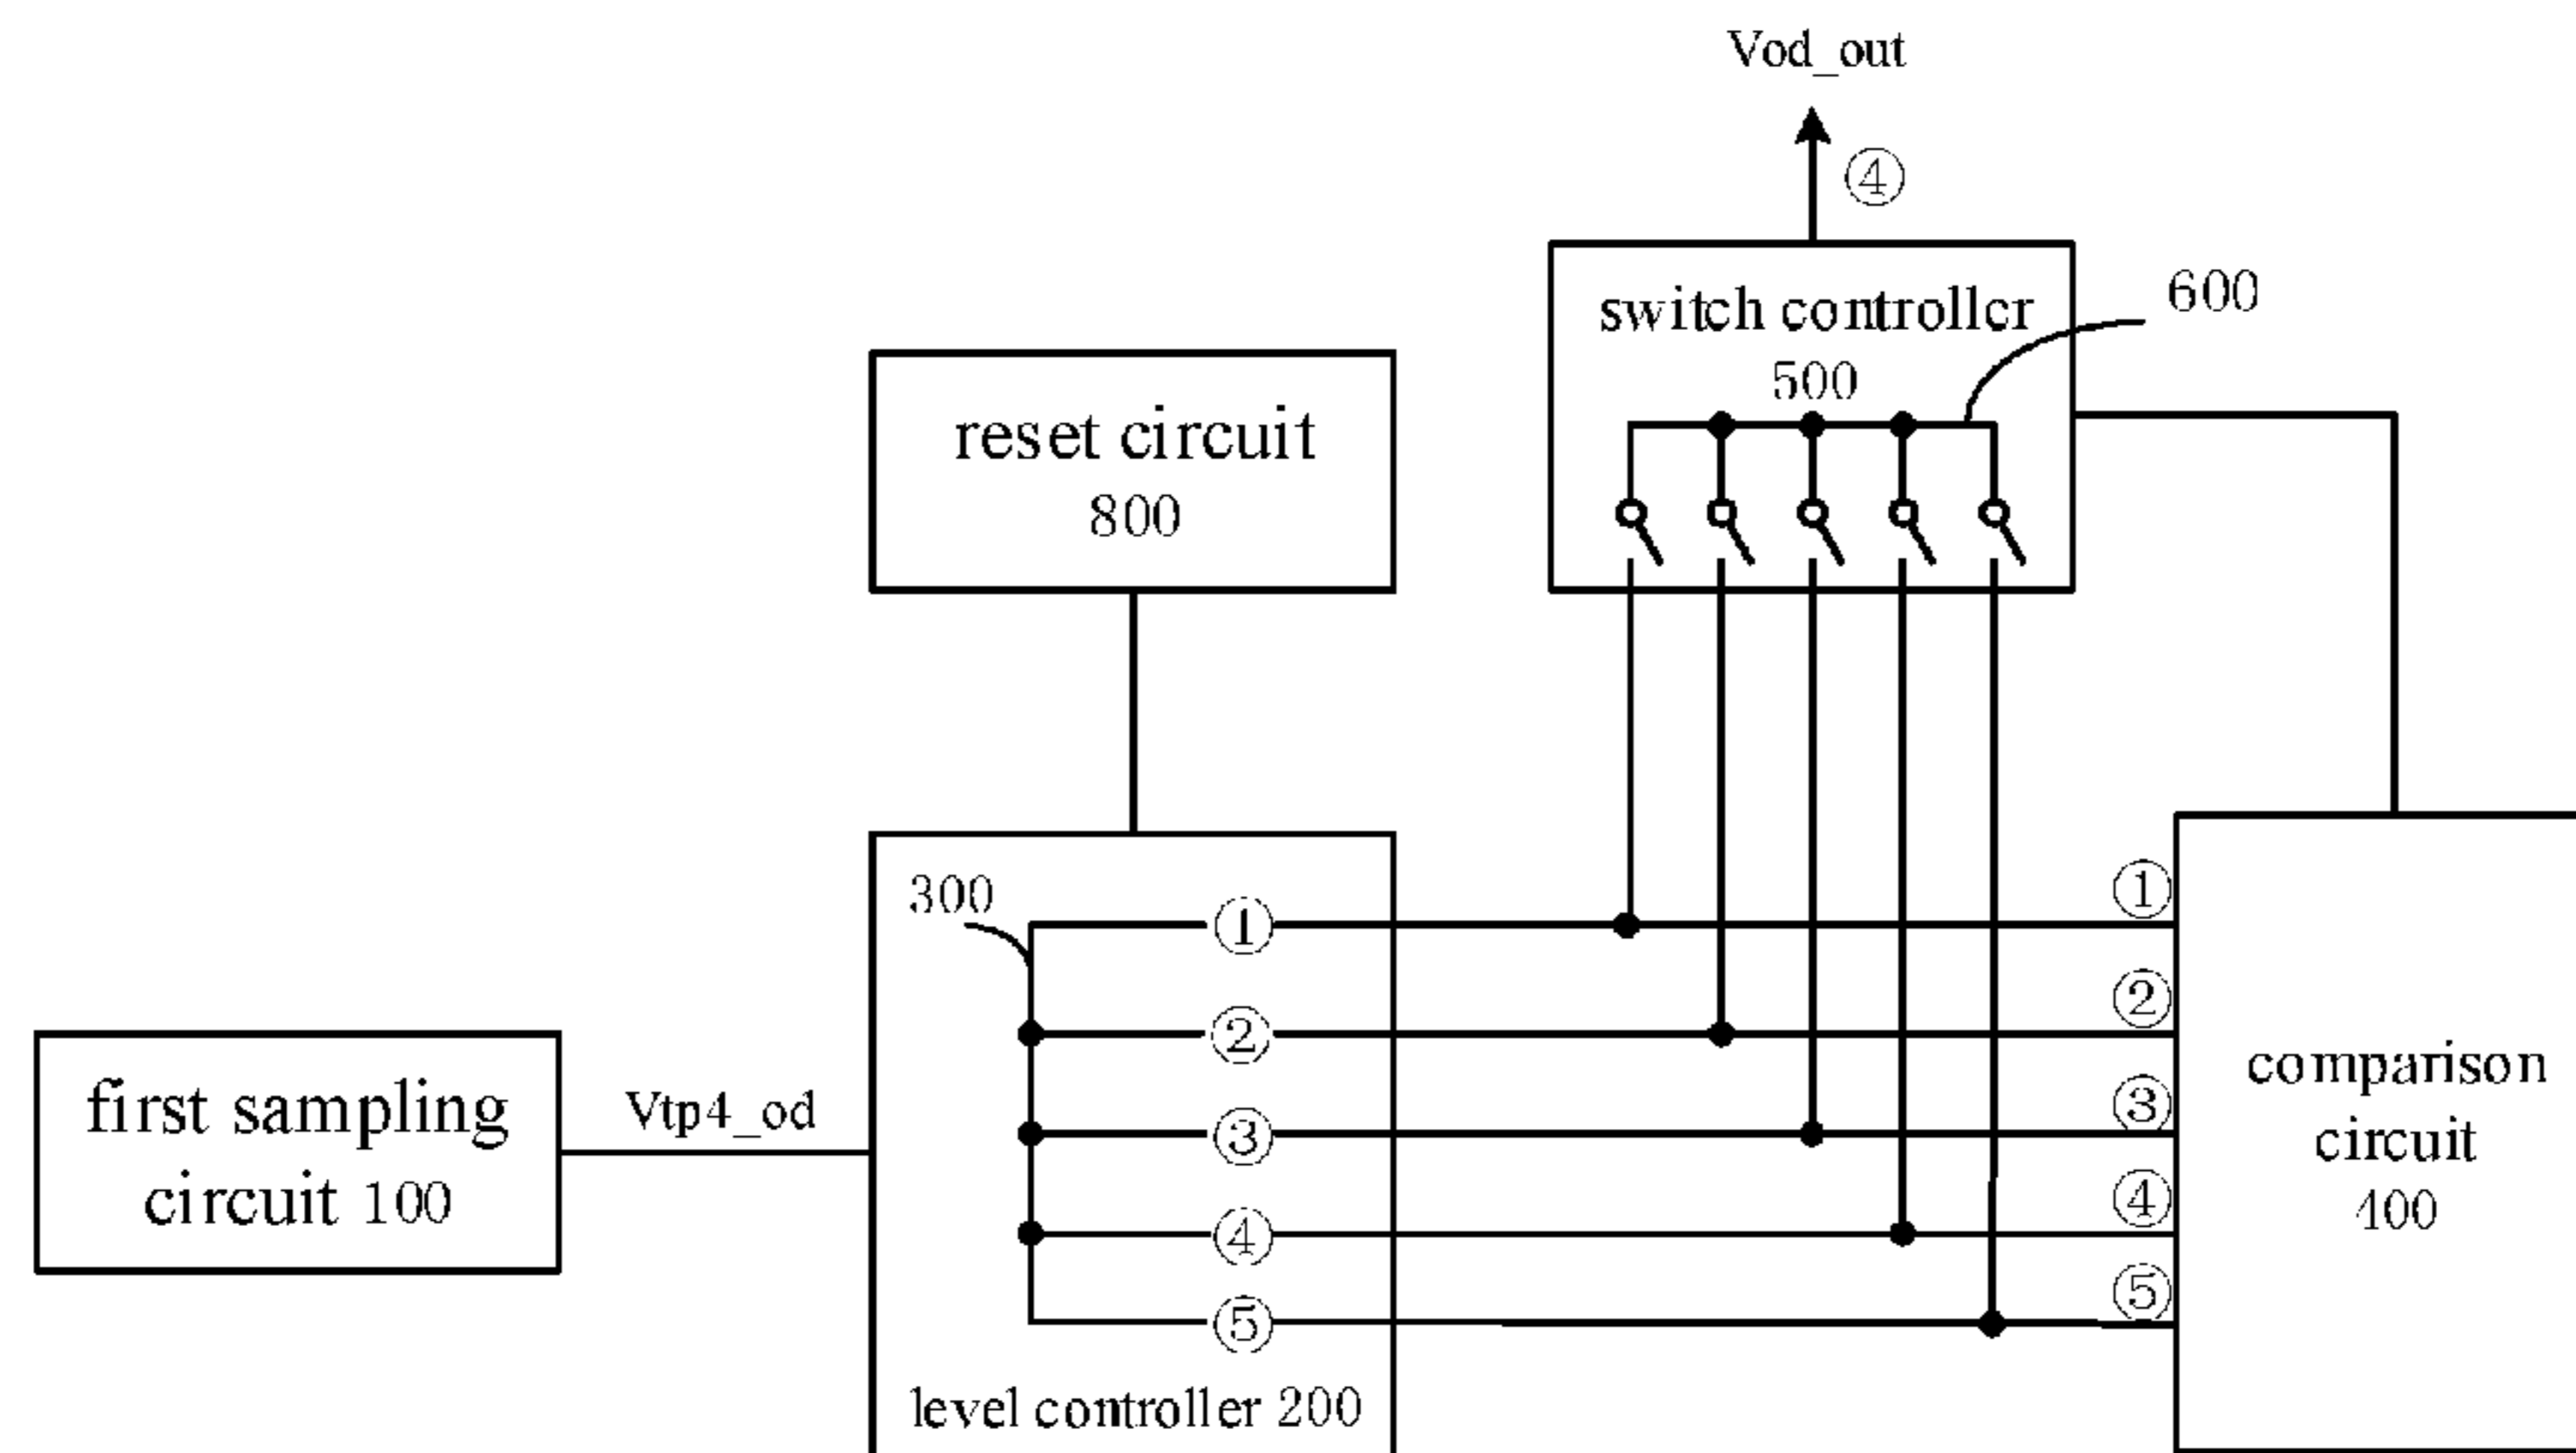 Vod_out
④
switch controller
500
600
reset circuit
800
300
①
②
③
④
⑤
level controller 200
first sampling
circuit 100
Vtp4_od
①
②
③
④
⑤
comparison
circuit
400